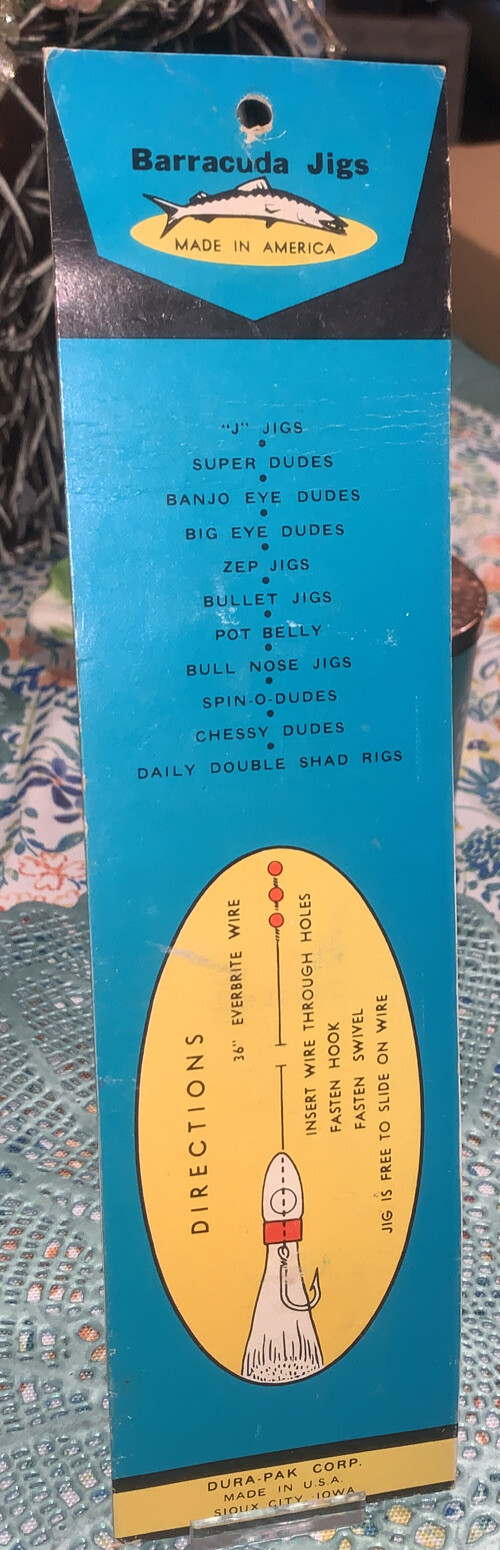 Barracuda Jigs
MADE IN AMERICA
"J" JIGS
SUPER DUDES
BANJO EYE DUDES
BIG EYE DUDES
ZEP JIGS
BULLET JIGS
POT BELLY
BULL NOSE JIGS
SPIN-O-DUDES
CHESSY DUDES
DAILY DOUBLE SHAD RIGS
DIRECTIONS
36" EVERBRITE WIRE
INSERT WIRE THROUGH HOLES
FASTEN HOOK
FASTEN SWIVEL
JIG IS FREE TO SLIDE ON WIRE
DURA-PAK CORP.
MADE IN U.S.A.
SIOUX CITY IOWA